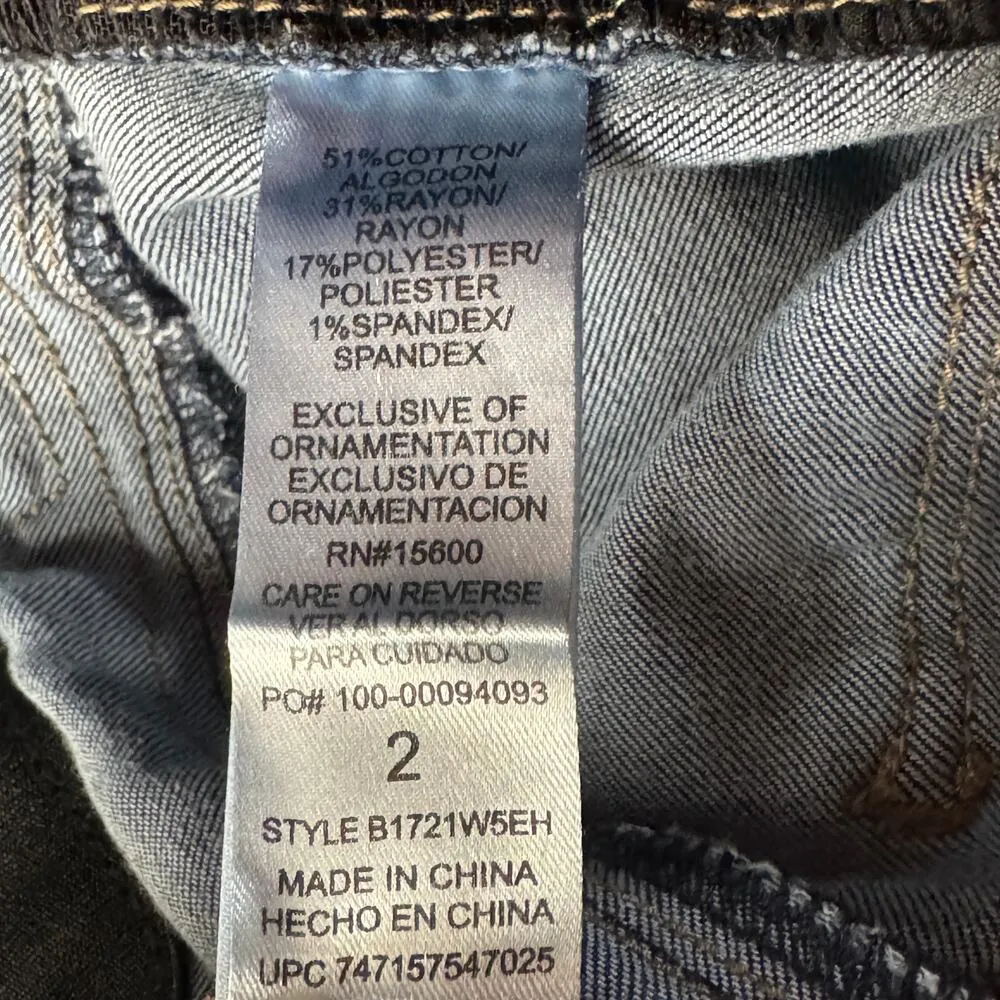 51%COTTON/
ALGODON
31%RAYON/
RAYON
17%POLYESTER/
POLIESTER
1%SPANDEX/
SPANDEX
EXCLUSIVE OF
ORNAMENTATION
EXCLUSIVO DE
ORNAMENTACION
RN#15600
CARE ON REVERSE
VER AL DORSO
PARA CUIDADO
PO# 100-00094093
2
STYLE B1721W5EH
MADE IN CHINA
HECHO EN CHINA
UPC 747157547025